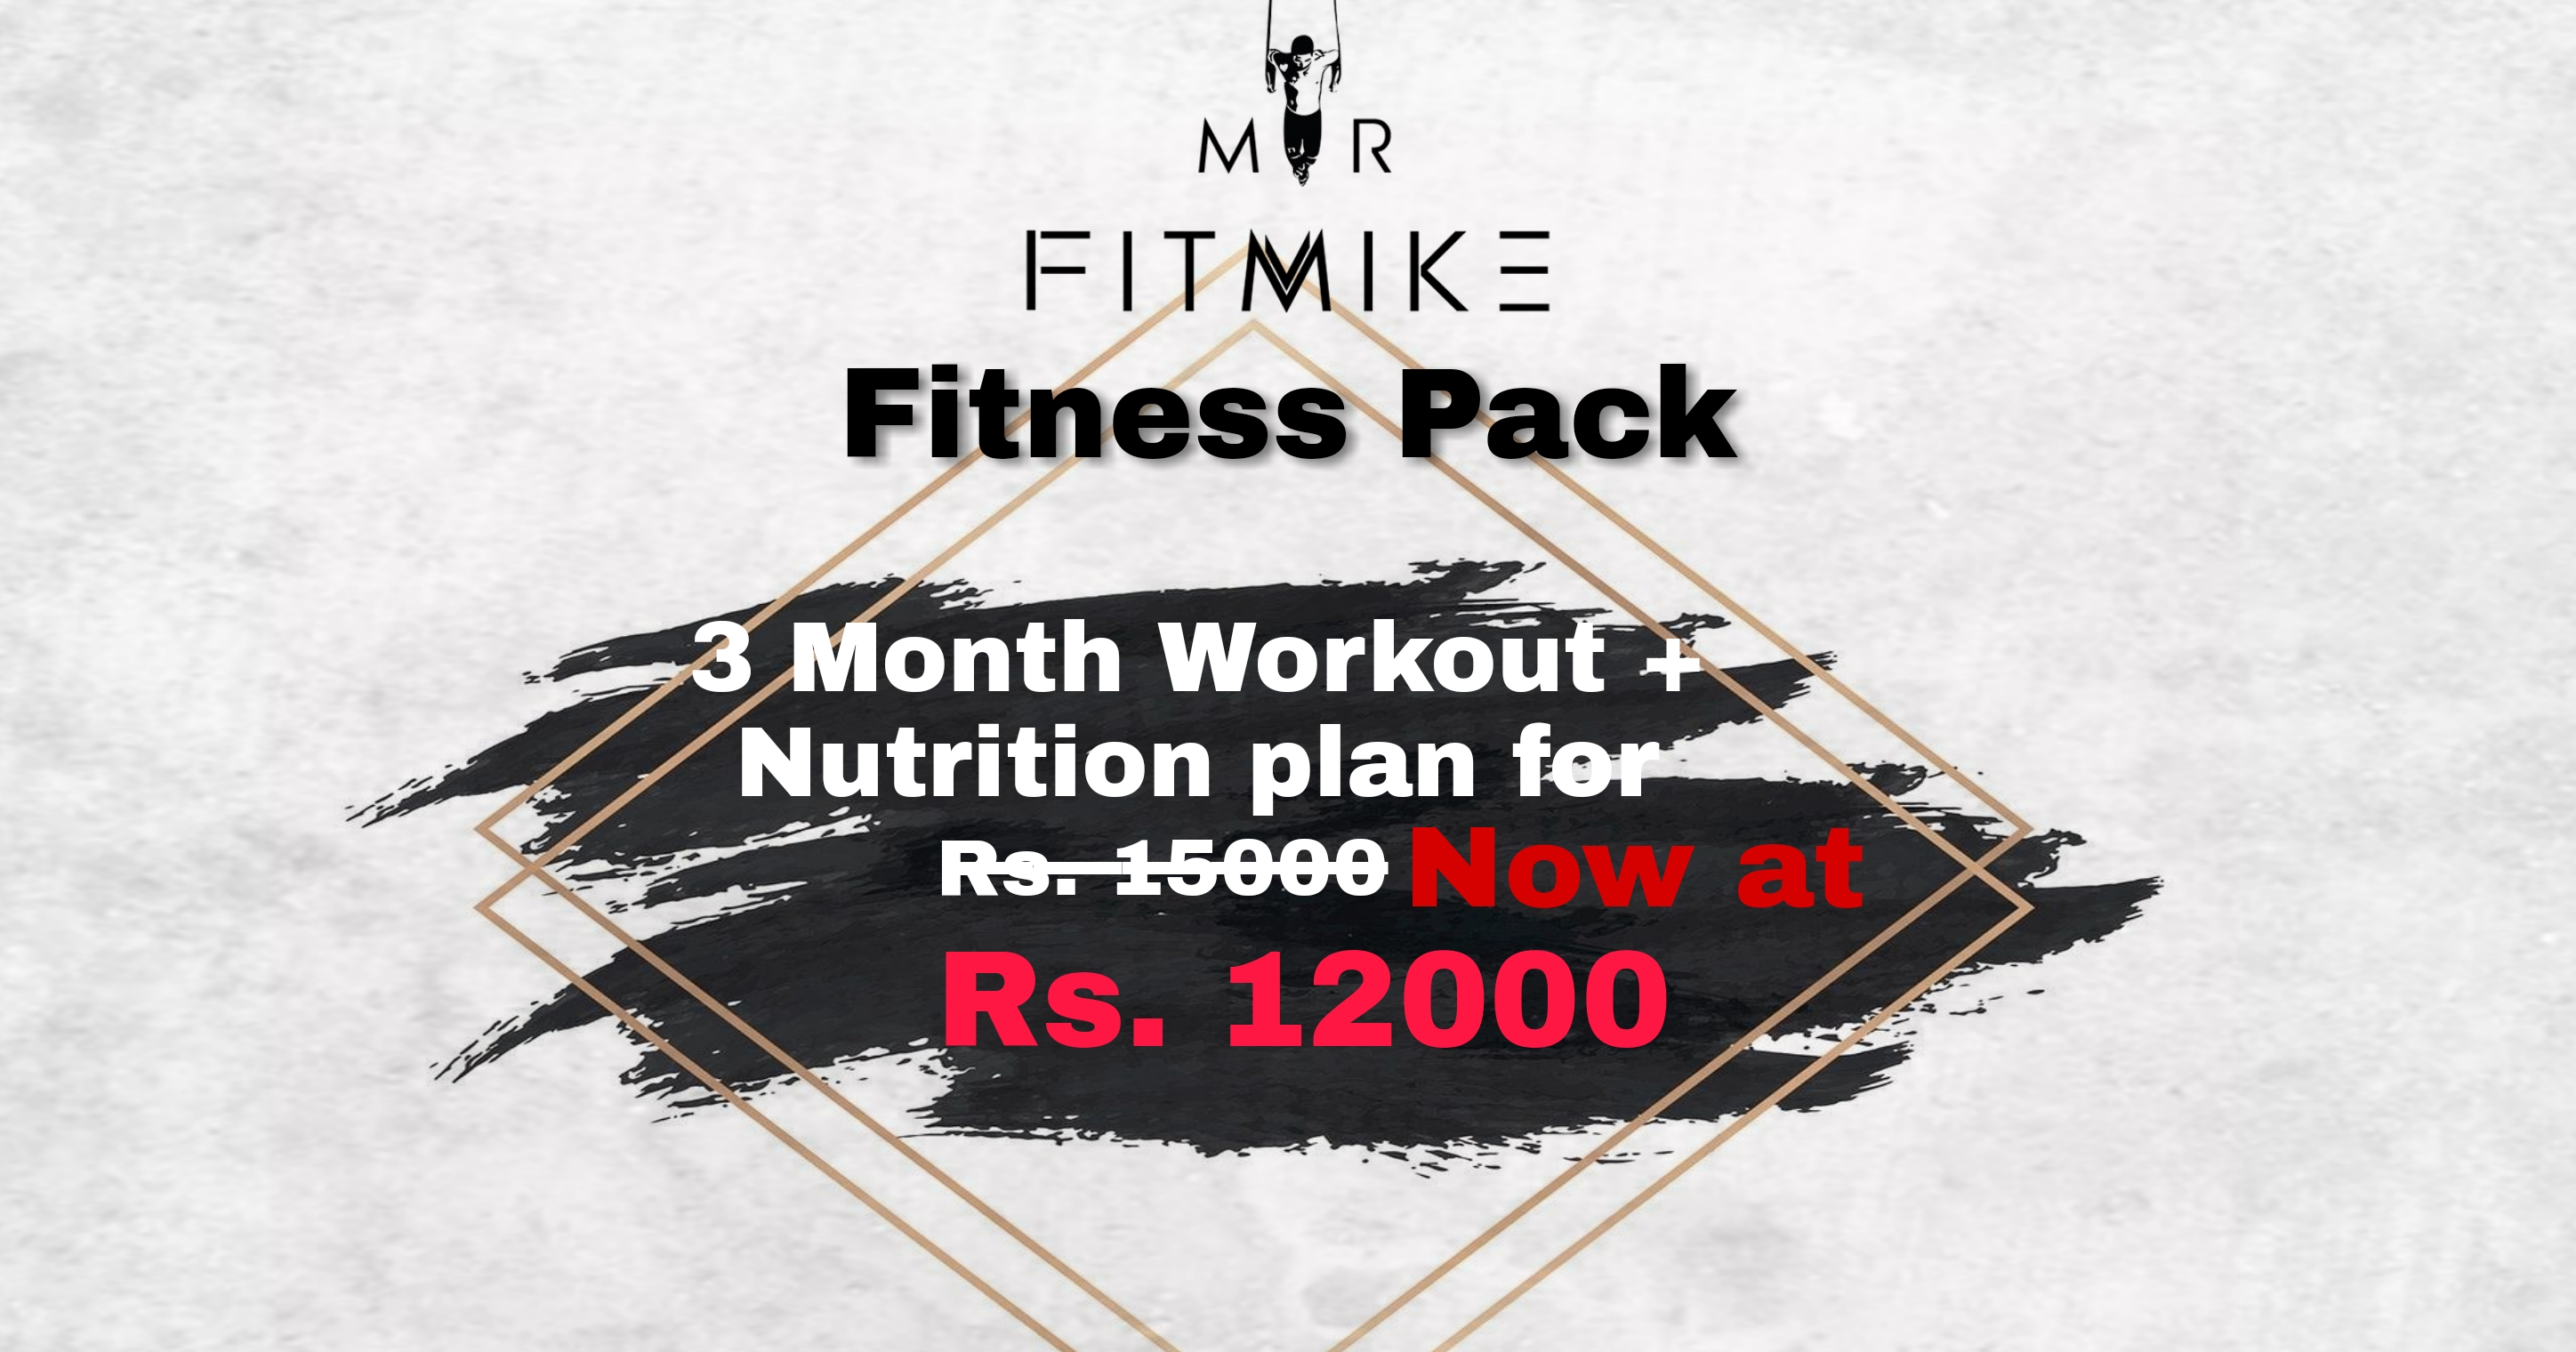 M R
FITMIKE
Fitness Pack
3 Month Workout +
Nutrition plan for
Rs. 15000 Now at
Rs. 12000